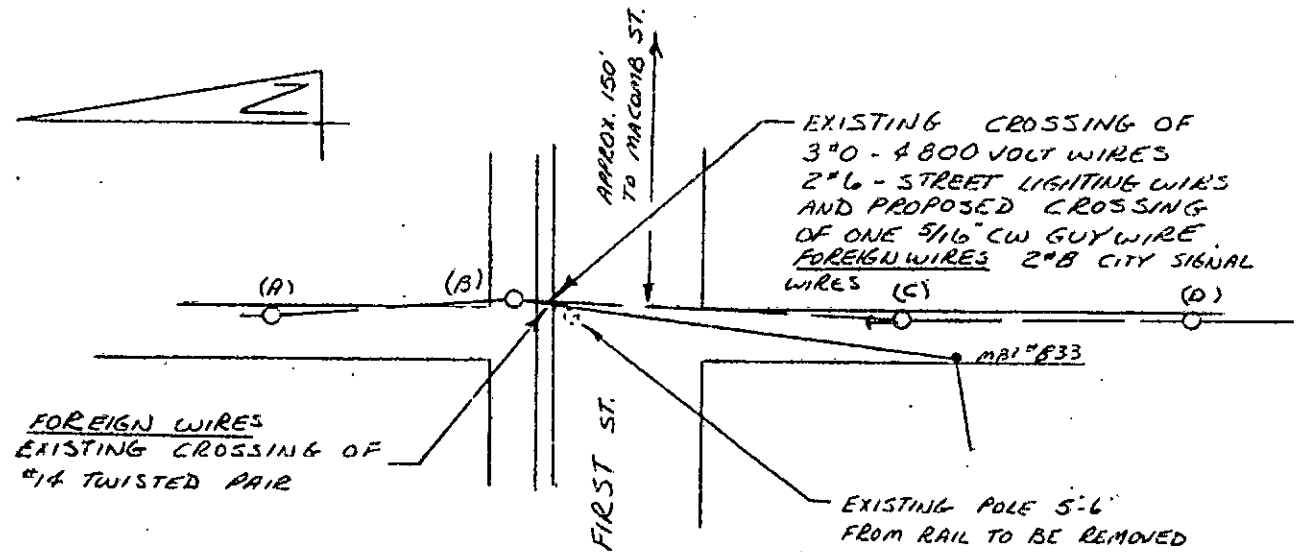 N
APPROX. 150'
TO MACOMB ST.
EXISTING CROSSING OF
3#0 - 4800 VOLT WIRES
2#6 - STREET LIGHTING WIRES
AND PROPOSED CROSSING
OF ONE 5/16" CW GUY WIRE.
FOREIGN WIRES 2#8 CITY SIGNAL
WIRES
(A)
(B)
(C)
(D)
FOREIGN WIRES
EXISTING CROSSING OF
#14 TWISTED PAIR
FIRST ST.
EXISTING POLE 5'-6"
FROM RAIL TO BE REMOVED